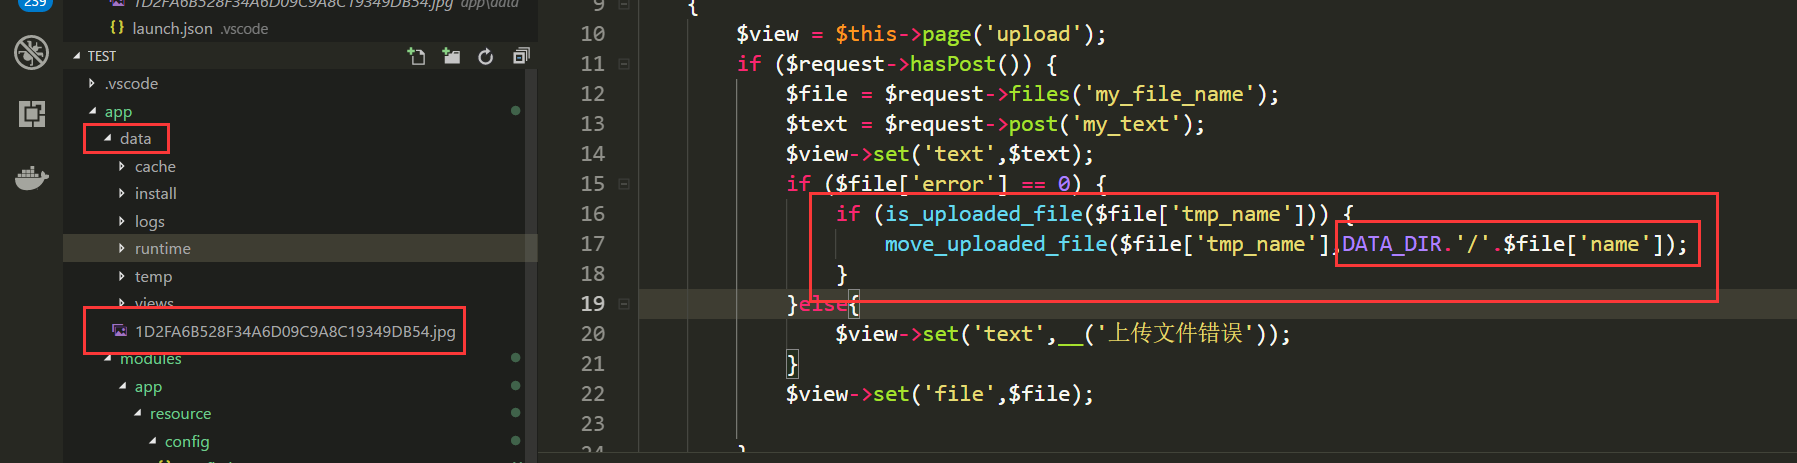 239
1D2FA6B528F34A6D09C9A8C19349DB54.jpg app\data
{ } launch.json .vscode
TEST
.vscode
app
data
cache
install
logs
runtime
temp
views
1D2FA6B528F34A6D09C9A8C19349DB54.jpg
modules
app
resource
config
9 {
10 $view = $this->page('upload');
11 if ($request->hasPost()) {
12 $file = $request->files('my_file_name');
13 $text = $request->post('my_text');
14 $view->set('text',$text);
15 if ($file['error'] == 0) {
16 if (is_uploaded_file($file['tmp_name'])) {
17 move_uploaded_file($file['tmp_name'],DATA_DIR.'/'.$file['name']);
18 }
19 }else{
20 $view->set('text',__('上传文件错误'));
21 }
22 $view->set('file',$file);
23